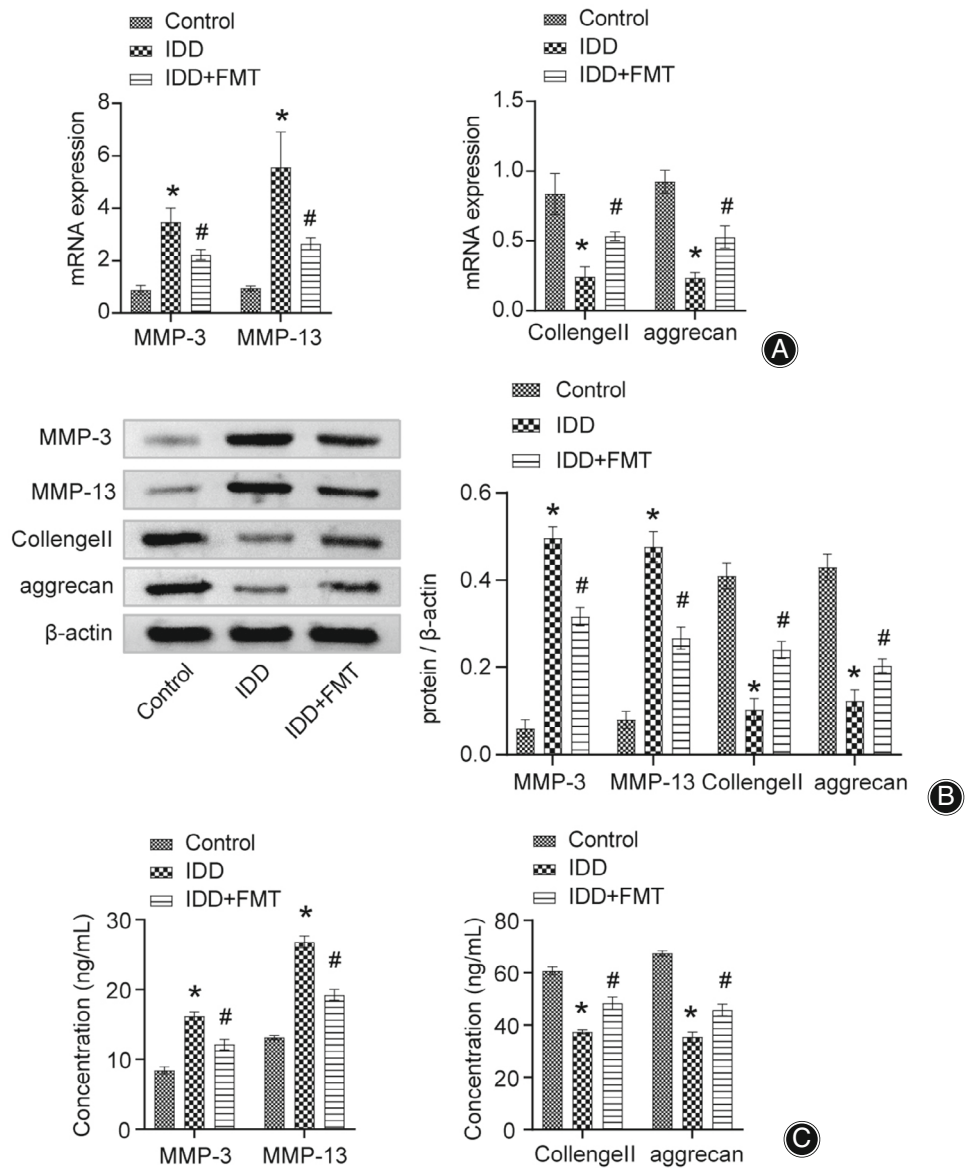 Control
IDD
IDD+FMT
mRNA expression
8
6
4
2
0
*
#
*
#
MMP-3 MMP-13
Control
IDD
IDD+FMT
mRNA expression
1.5
1.0
0.5
0.0
*
#
*
#
CollengeII aggrecan
A
MMP-3
MMP-13
CollengeII
aggrecan
β-actin
Control IDD IDD+FMT
Control
IDD
IDD+FMT
protein / β-actin
0.6
0.4
0.2
0.0
*
#
*
#
*
#
*
#
MMP-3 MMP-13 CollengeII aggrecan
B
Control
IDD
IDD+FMT
Concentration (ng/mL)
30
20
10
0
*
#
*
#
MMP-3 MMP-13
Control
IDD
IDD+FMT
Concentration (ng/mL)
80
60
40
20
0
*
#
*
#
CollengeII aggrecan
C